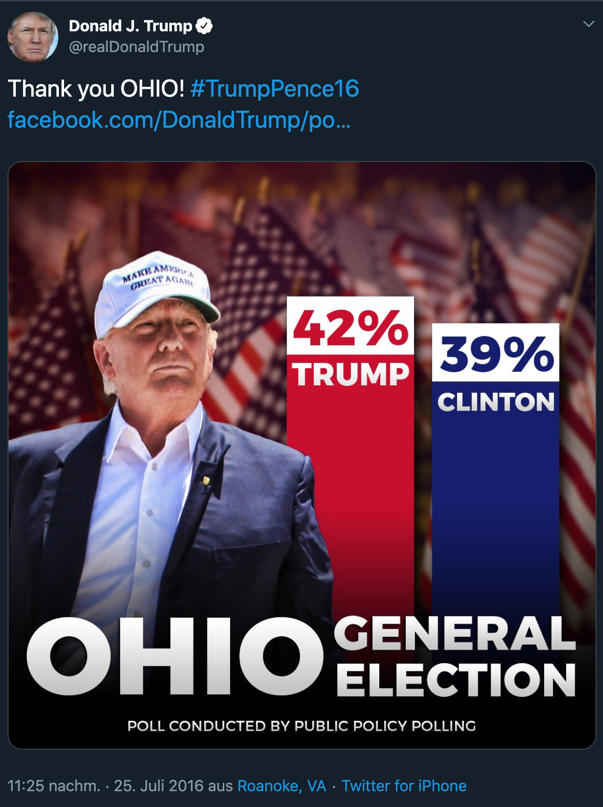 Donald J. Trump
@realDonaldTrump
Thank you OHIO! #TrumpPence16
facebook.com/DonaldTrump/po...
MAKE AMERICA
GREAT AGAIN
42%
TRUMP
39%
CLINTON
OHIO GENERAL
ELECTION
POLL CONDUCTED BY PUBLIC POLICY POLLING
11:25 nachm. · 25. Juli 2016 aus Roanoke, VA · Twitter for iPhone